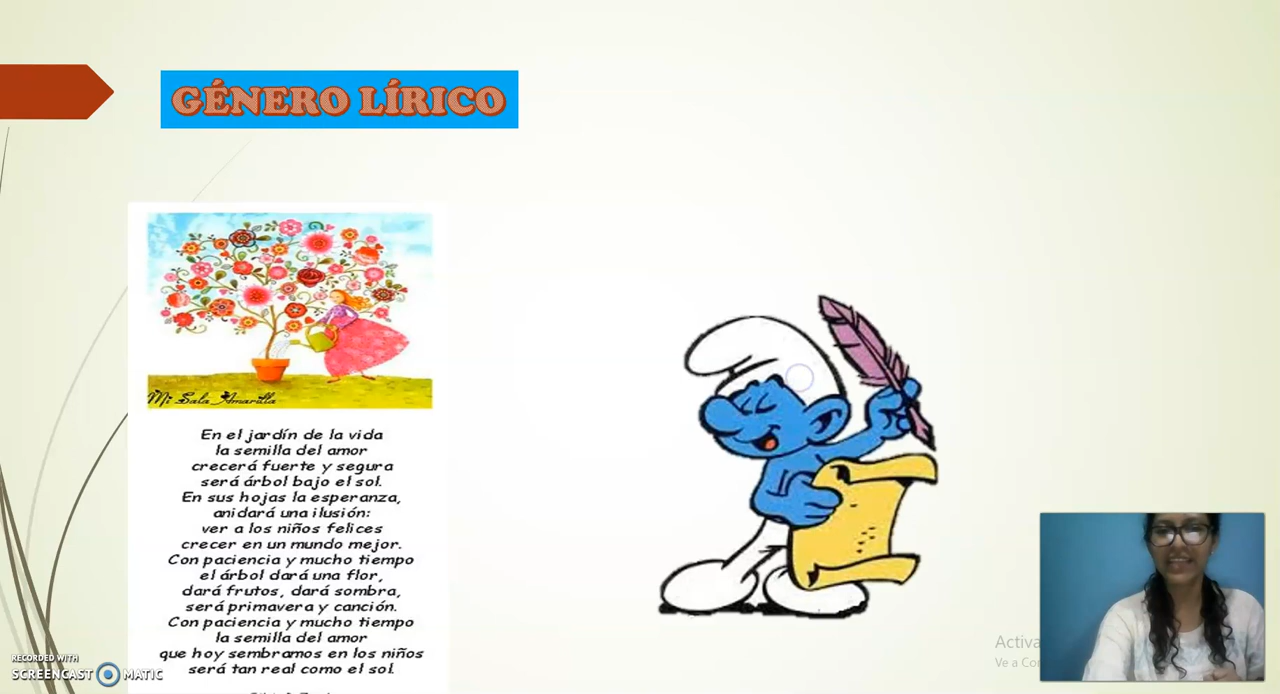 GÉNERO LÍRICO
Mi Sala Amarilla
En el jardín de la vida
la semilla del amor
crecerá fuerte y segura
será árbol bajo el sol.
En sus hojas la esperanza,
anidará una ilusión:
ver a los niños felices
crecer en un mundo mejor.
Con paciencia y mucho tiempo
el árbol dará una flor,
dará frutos, dará sombra,
será primavera y canción.
Con paciencia y mucho tiempo
la semilla del amor
que hoy sembramos en los niños
será tan real como el sol.
Activa
Ve a Co
RECORDED WITH
SCREENCAST MATIC